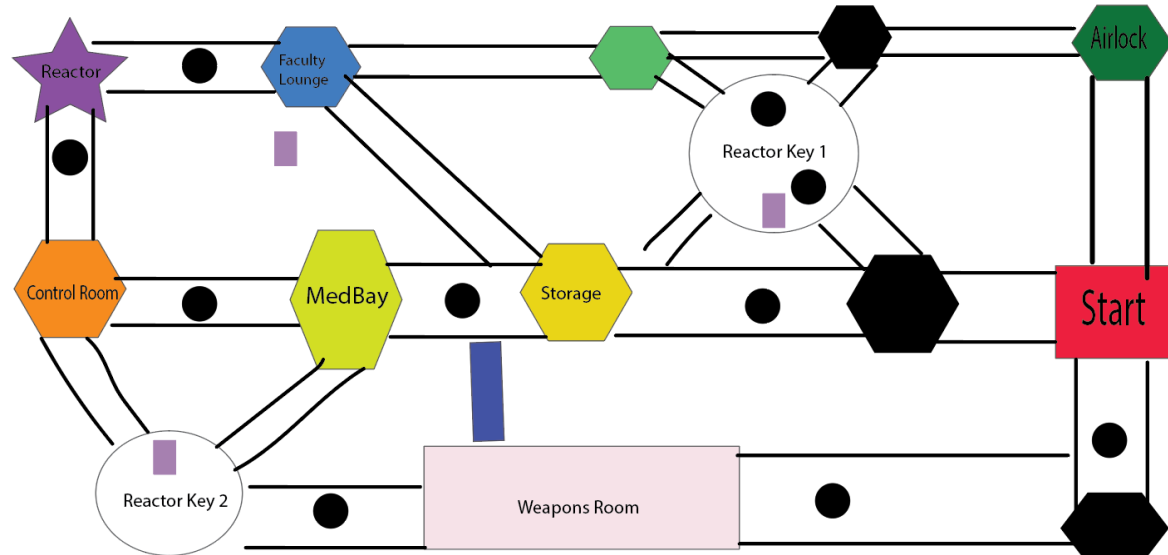 Airlock
Reactor
Faculty
Lounge
Reactor Key 1
Control Room
MedBay
Storage
Start
Reactor Key 2
Weapons Room